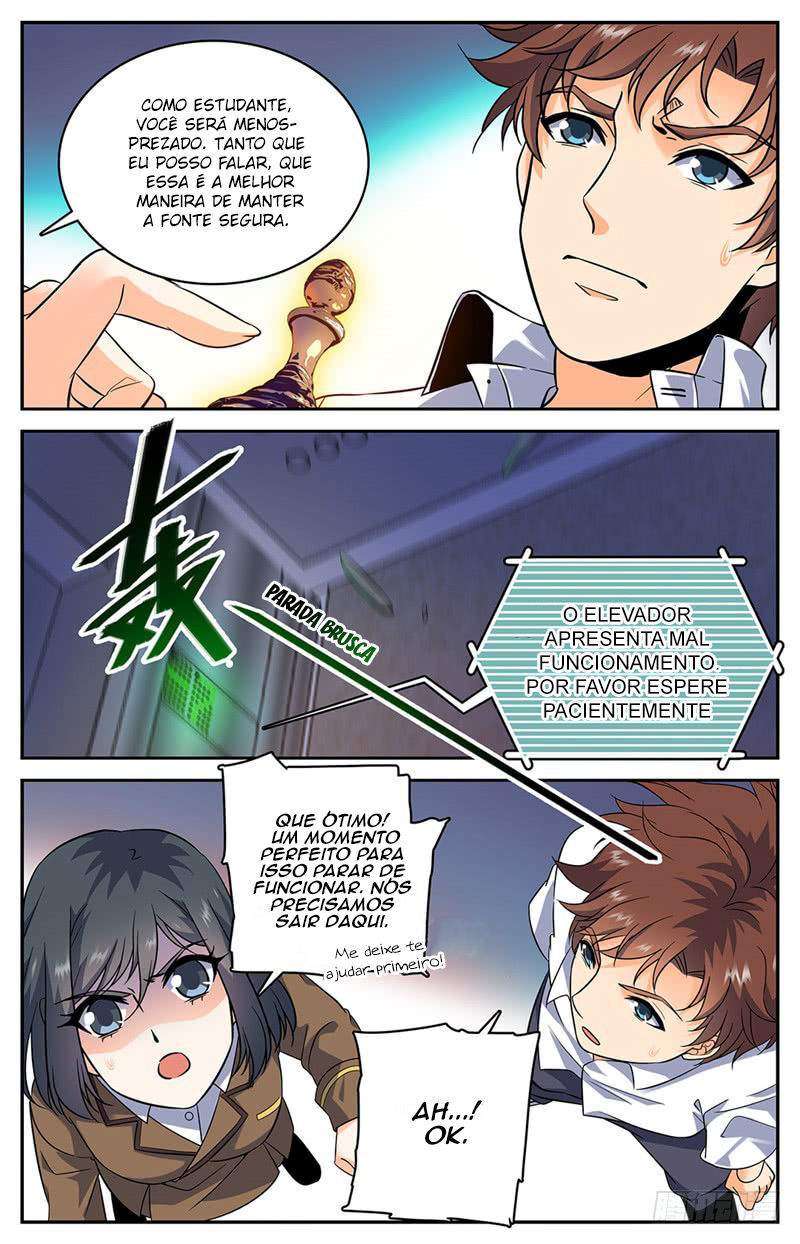 COMO ESTUDANTE,
VOCÊ SERÁ MENOS-
PREZADO. TANTO QUE
EU POSSO FALAR, QUE
ESSA É A MELHOR
MANEIRA DE MANTER
A FONTE SEGURA.
PARADA BRUSCA
O ELEVADOR
APRESENTA MAL
FUNCIONAMENTO.
POR FAVOR ESPERE
PACIENTEMENTE
QUE ÓTIMO!
UM MOMENTO
PERFEITO PARA
ISSO PARAR DE
FUNCIONAR. NÓS
PRECISAMOS
SAIR DAQUI.
Me deixe te
ajudar primeiro!
AH...!
OK.